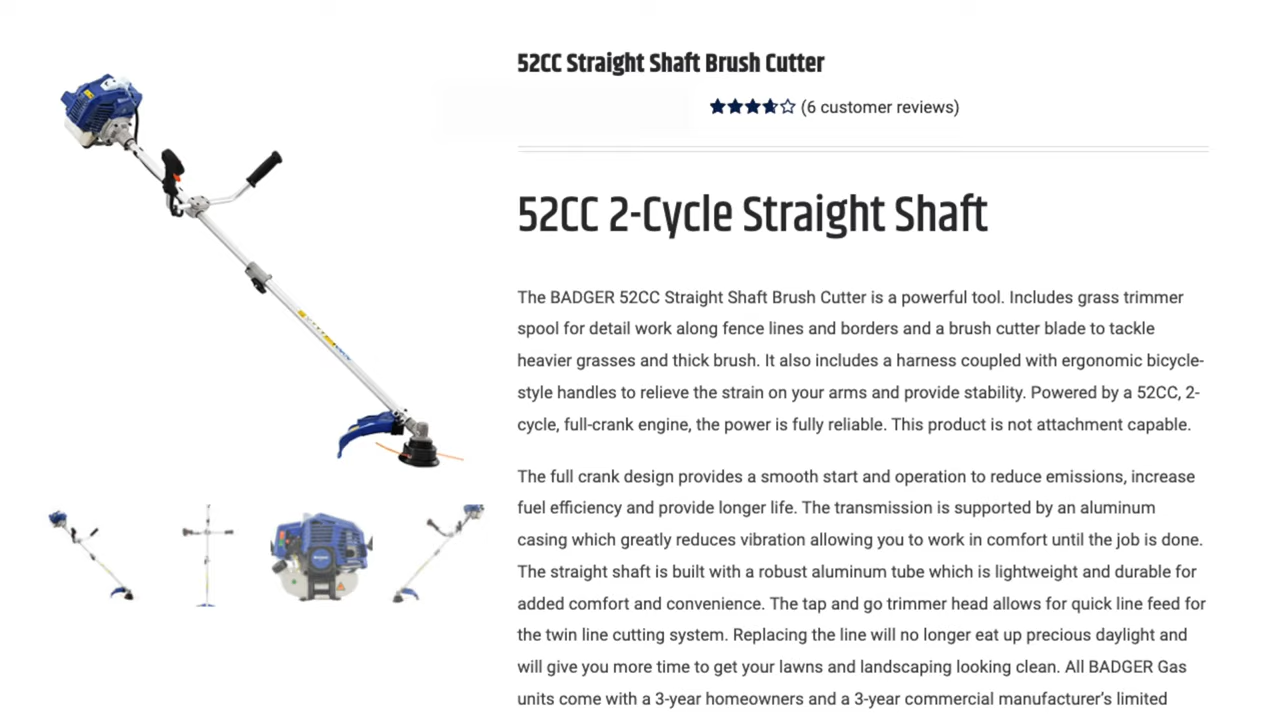 52CC Straight Shaft Brush Cutter
(6 customer reviews)
52CC 2-Cycle Straight Shaft
The BADGER 52CC Straight Shaft Brush Cutter is a powerful tool. Includes grass trimmer
spool for detail work along fence lines and borders and a brush cutter blade to tackle
heavier grasses and thick brush. It also includes a harness coupled with ergonomic bicycle-
style handles to relieve the strain on your arms and provide stability. Powered by a 52CC, 2-
cycle, full-crank engine, the power is fully reliable. This product is not attachment capable.
The full crank design provides a smooth start and operation to reduce emissions, increase
fuel efficiency and provide longer life. The transmission is supported by an aluminum
casing which greatly reduces vibration allowing you to work in comfort until the job is done.
The straight shaft is built with a robust aluminum tube which is lightweight and durable for
added comfort and convenience. The tap and go trimmer head allows for quick line feed for
the twin line cutting system. Replacing the line will no longer eat up precious daylight and
will give you more time to get your lawns and landscaping looking clean. All BADGER Gas
units come with a 3-year homeowners and a 3-year commercial manufacturer's limited